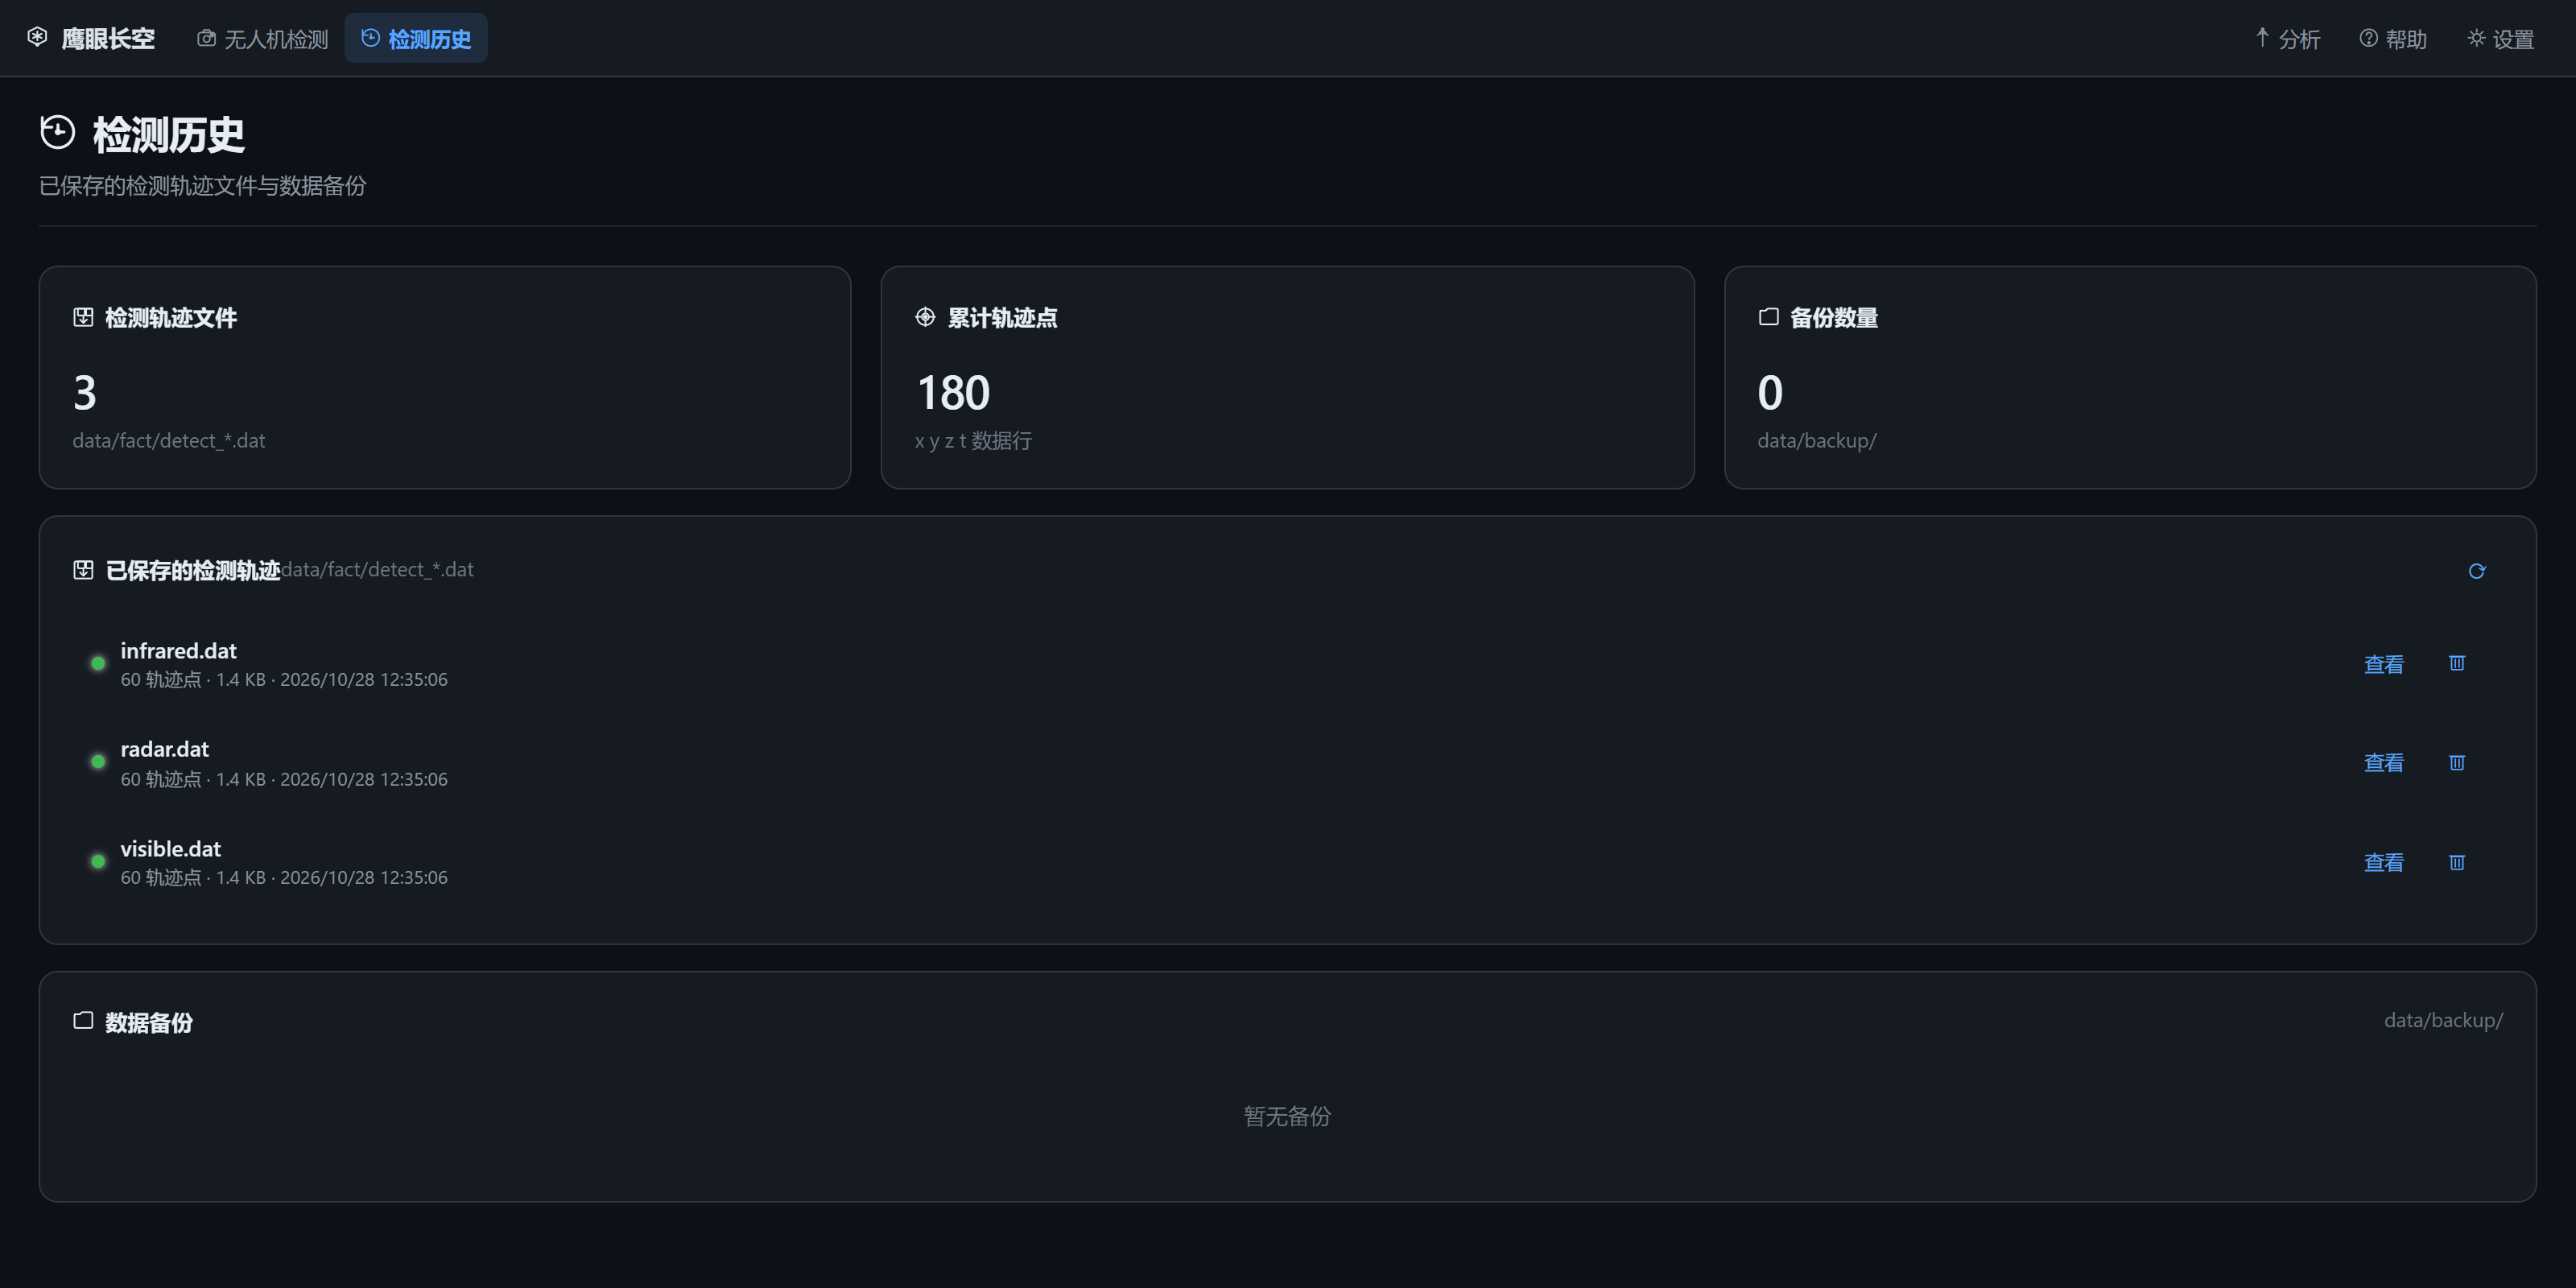 鹰眼长空 无人机检测 检测历史 分析 帮助 设置
检测历史
已保存的检测轨迹文件与数据备份
检测轨迹文件
3
data/fact/detect_*.dat
累计轨迹点
180
x y z t 数据行
备份数量
0
data/backup/
已保存的检测轨迹data/fact/detect_*.dat
infrared.dat
60 轨迹点 · 1.4 KB · 2026/10/28 12:35:06
查看
radar.dat
60 轨迹点 · 1.4 KB · 2026/10/28 12:35:06
查看
visible.dat
60 轨迹点 · 1.4 KB · 2026/10/28 12:35:06
查看
数据备份 data/backup/
暂无备份